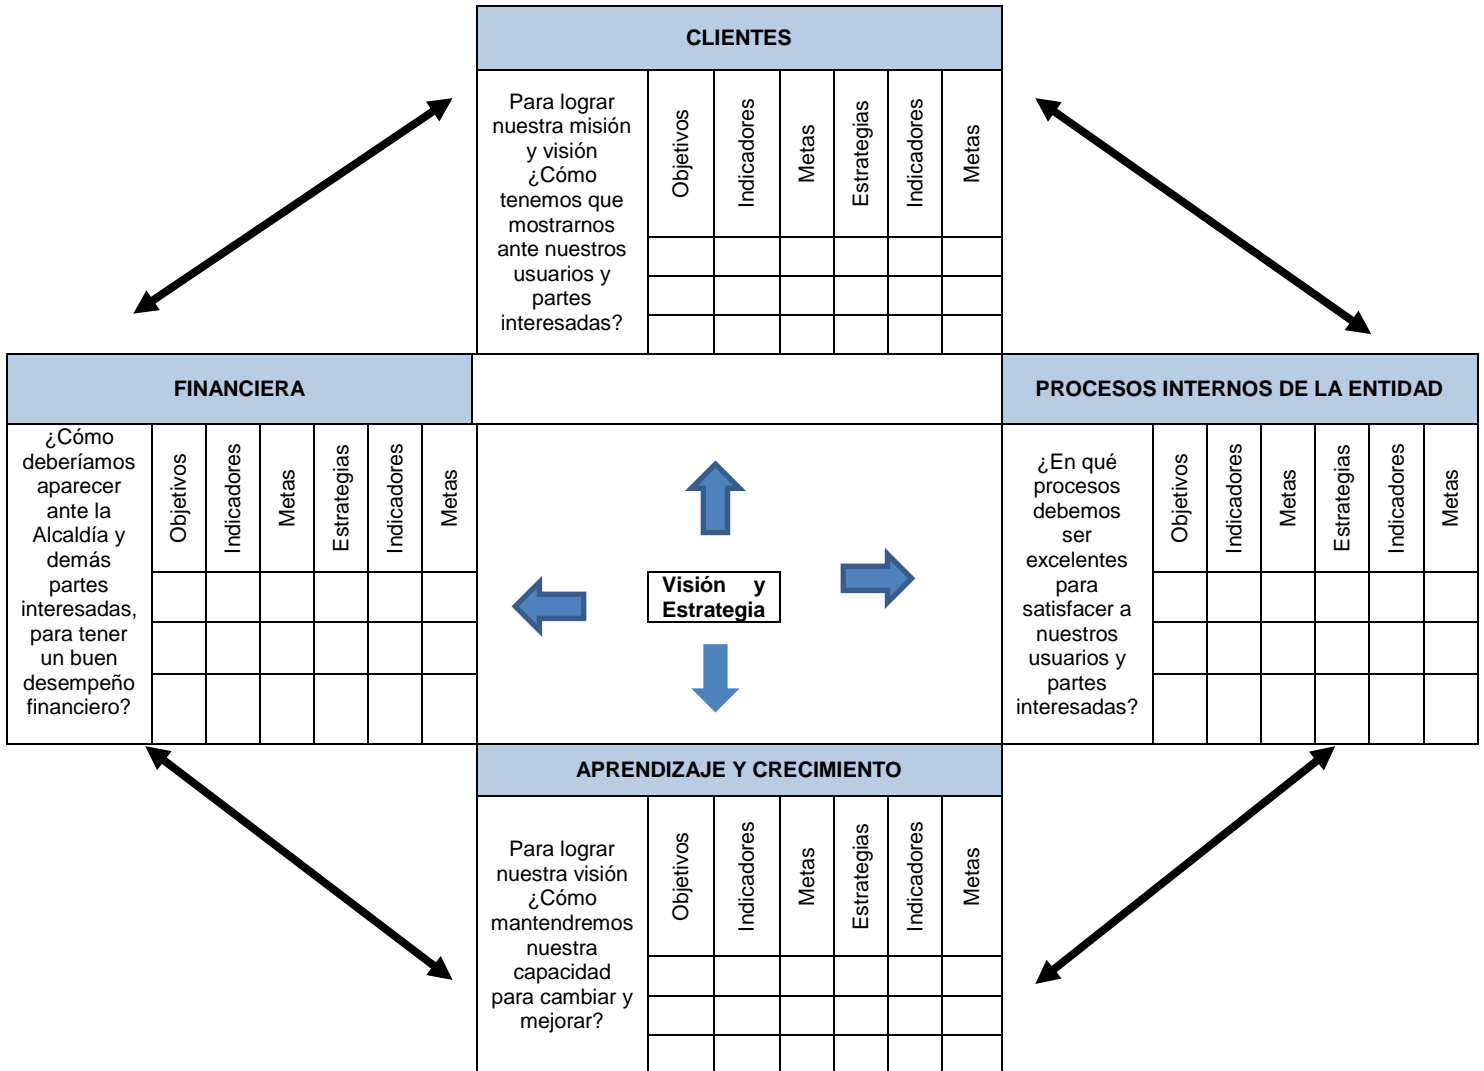 CLIENTES
Para lograr
nuestra misión
y visión
¿Cómo
tenemos que
mostrarnos
ante nuestros
usuarios y
partes
interesadas?
Objetivos
Indicadores
Metas
Estrategias
Indicadores
Metas
FINANCIERA
¿Cómo
deberíamos
aparecer
ante la
Alcaldía y
demás
partes
interesadas,
para tener
un buen
desempeño
financiero?
Objetivos
Indicadores
Metas
Estrategias
Indicadores
Metas
Visión y
Estrategia
PROCESOS INTERNOS DE LA ENTIDAD
¿En qué
procesos
debemos
ser
excelentes
para
satisfacer a
nuestros
usuarios y
partes
interesadas?
Objetivos
Indicadores
Metas
Estrategias
Indicadores
Metas
APRENDIZAJE Y CRECIMIENTO
Para lograr
nuestra visión
¿Cómo
mantendremos
nuestra
capacidad
para cambiar y
mejorar?
Objetivos
Indicadores
Metas
Estrategias
Indicadores
Metas